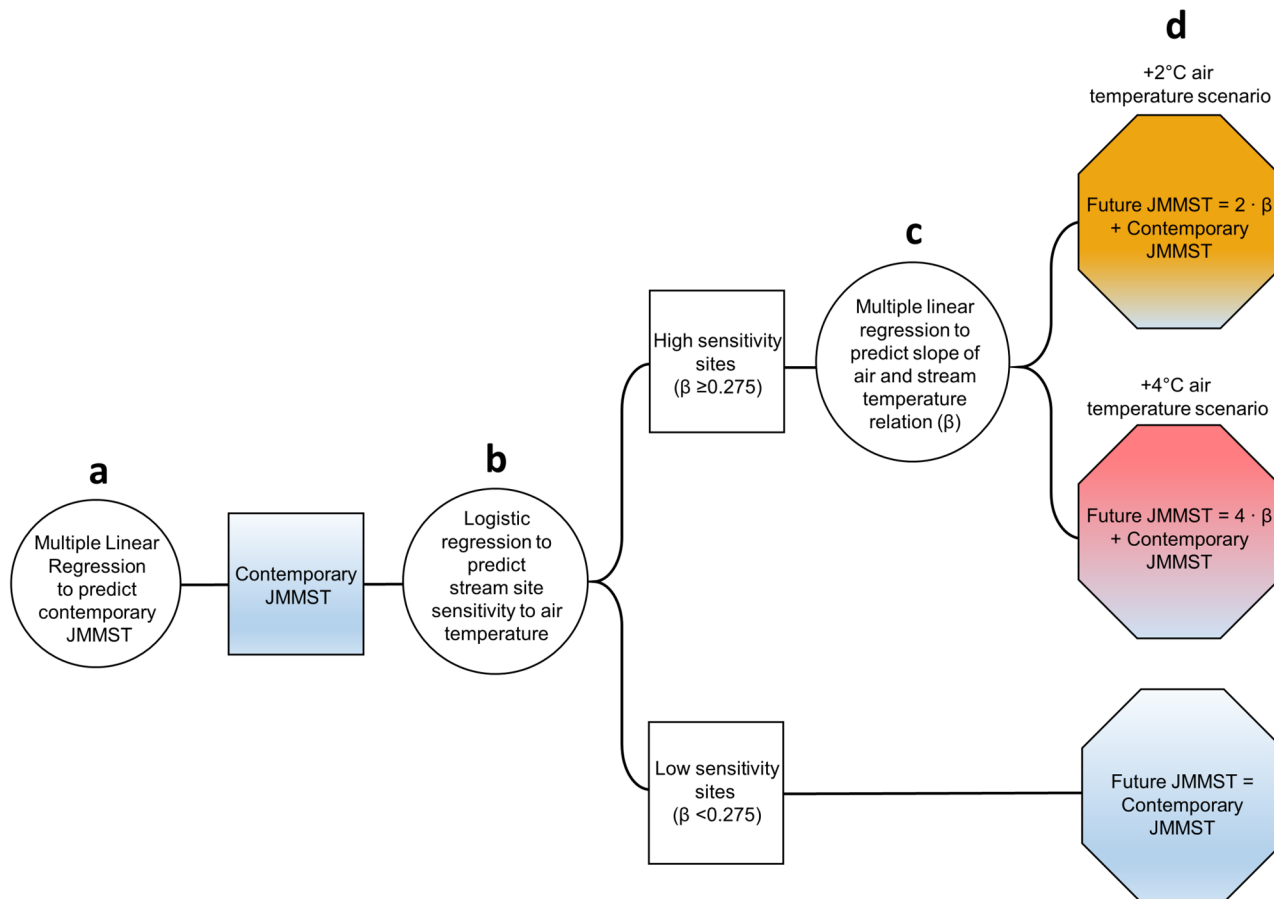 a
Multiple Linear
Regression
to predict
contemporary
JMMST
Contemporary
JMMST
b
Logistic
regression to
predict
stream site
sensitivity to air
temperature
High sensitivity
sites
(β ≥0.275)
Low sensitivity
sites
(β <0.275)
c
Multiple linear
regression to
predict slope of
air and stream
temperature
relation (β)
d
+2°C air
temperature scenario
Future JMMST = 2 · β
+ Contemporary
JMMST
+4°C air
temperature scenario
Future JMMST = 4 · β
+ Contemporary
JMMST
Future JMMST =
Contemporary
JMMST